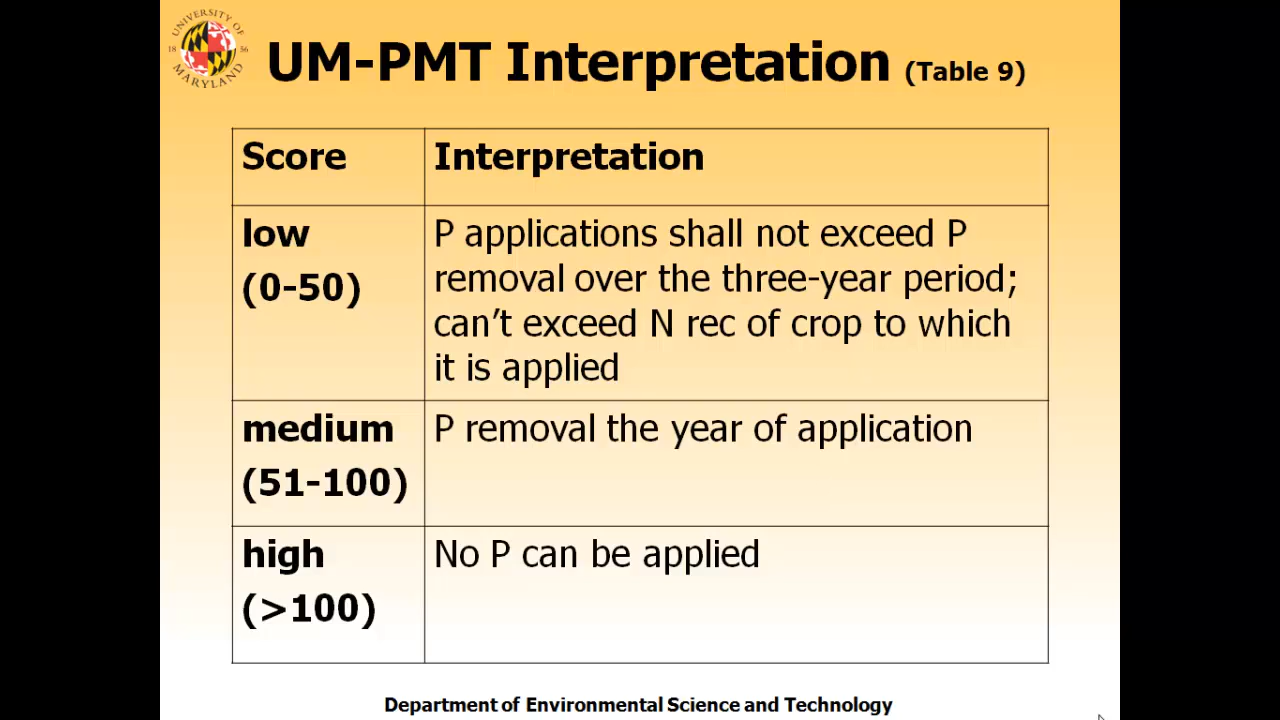 UNIVERSITY OF
18 56
MARYLAND
UM-PMT Interpretation (Table 9)
Score Interpretation
low
(0-50)
P applications shall not exceed P
removal over the three-year period;
can’t exceed N rec of crop to which
it is applied
medium
(51-100)
P removal the year of application
high
(>100)
No P can be applied
Department of Environmental Science and Technology